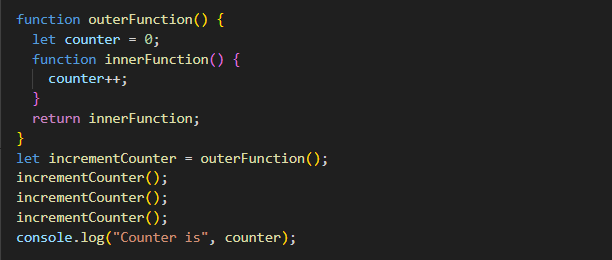 function outerFunction() {
  let counter = 0;
  function innerFunction() {
    counter++;
  }
  return innerFunction;
}
let incrementCounter = outerFunction();
incrementCounter();
incrementCounter();
incrementCounter();
console.log("Counter is", counter);